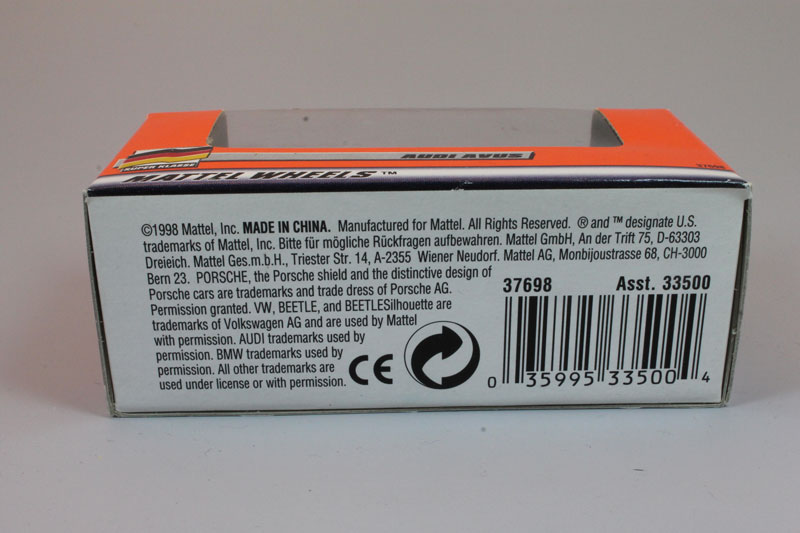 SUPER KLASSE
AUDI AVUS
37698
MATTEL WHEELS™
©1998 Mattel, Inc. MADE IN CHINA. Manufactured for Mattel. All Rights Reserved. ® and ™ designate U.S.
trademarks of Mattel, Inc. Bitte für mögliche Rückfragen aufbewahren. Mattel GmbH, An der Trift 75, D-63303
Dreieich. Mattel Ges.m.b.H., Triester Str. 14, A-2355 Wiener Neudorf. Mattel AG, Monbijoustrasse 68, CH-3000
Bern 23. PORSCHE, the Porsche shield and the distinctive design of
Porsche cars are trademarks and trade dress of Porsche AG.
Permission granted. VW, BEETLE, and BEETLESilhouette are
trademarks of Volkswagen AG and are used by Mattel
with permission. AUDI trademarks used by
permission. BMW trademarks used by
permission. All other trademarks are
used under license or with permission.
CE
37698 Asst. 33500
0 35995 33500 4